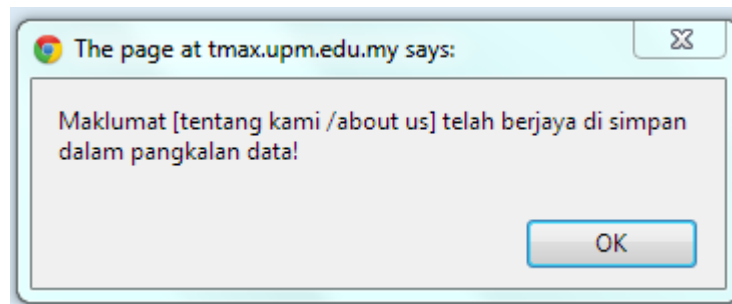 The page at tmax.upm.edu.my says:
Maklumat [tentang kami /about us] telah berjaya di simpan
dalam pangkalan data!
OK